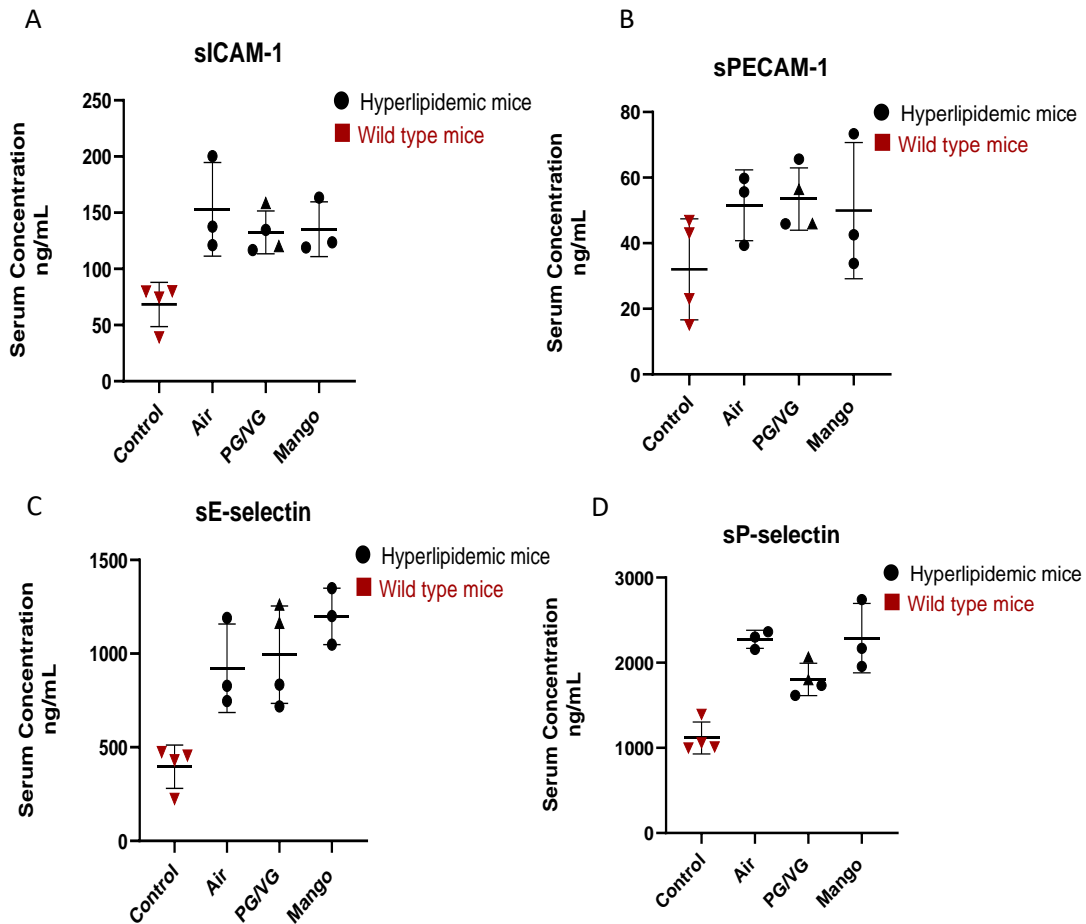 A
sICAM-1
Serum Concentration
ng/mL
250
200
150
100
50
0
Control
Air
PG/VG
Mango
Hyperlipidemic mice
Wild type mice
B
sPECAM-1
Serum Concentration
ng/mL
80
60
40
20
0
Control
Air
PG/VG
Mango
Hyperlipidemic mice
Wild type mice
C
sE-selectin
Serum Concentration
ng/mL
1500
1000
500
0
Control
Air
PG/VG
Mango
Hyperlipidemic mice
Wild type mice
D
sP-selectin
Serum Concentration
ng/mL
3000
2000
1000
0
Control
Air
PG/VG
Mango
Hyperlipidemic mice
Wild type mice